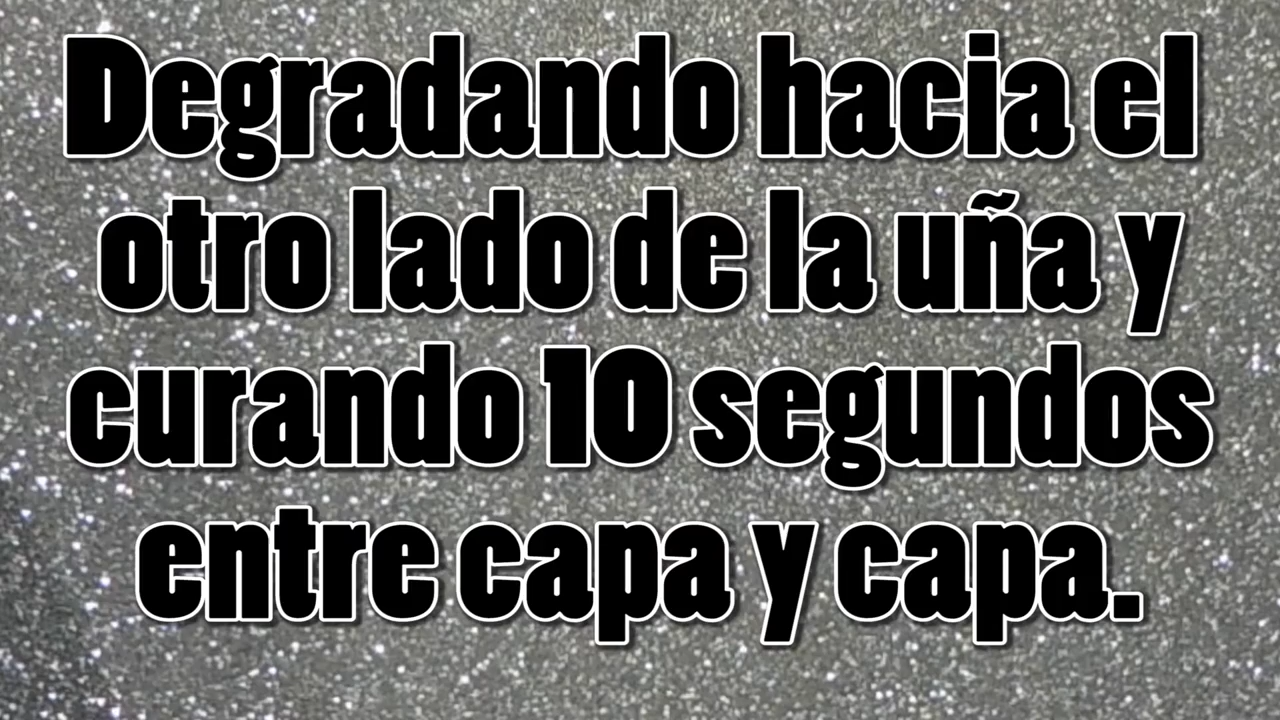 Degradando hacia el
otro lado de la uña y
curando 10 segundos
entre capa y capa.